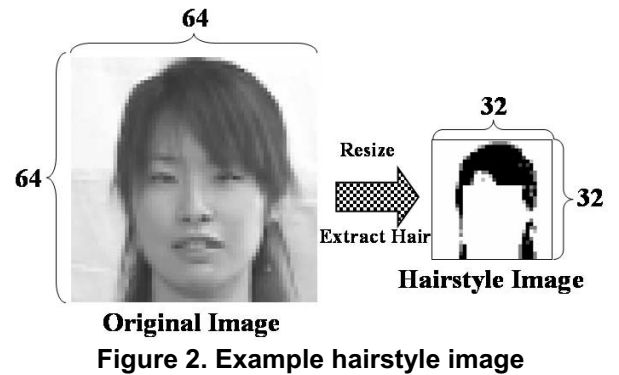 64
64
Resize
Extract Hair
32
32
Hairstyle Image
Original Image
Figure 2. Example hairstyle image